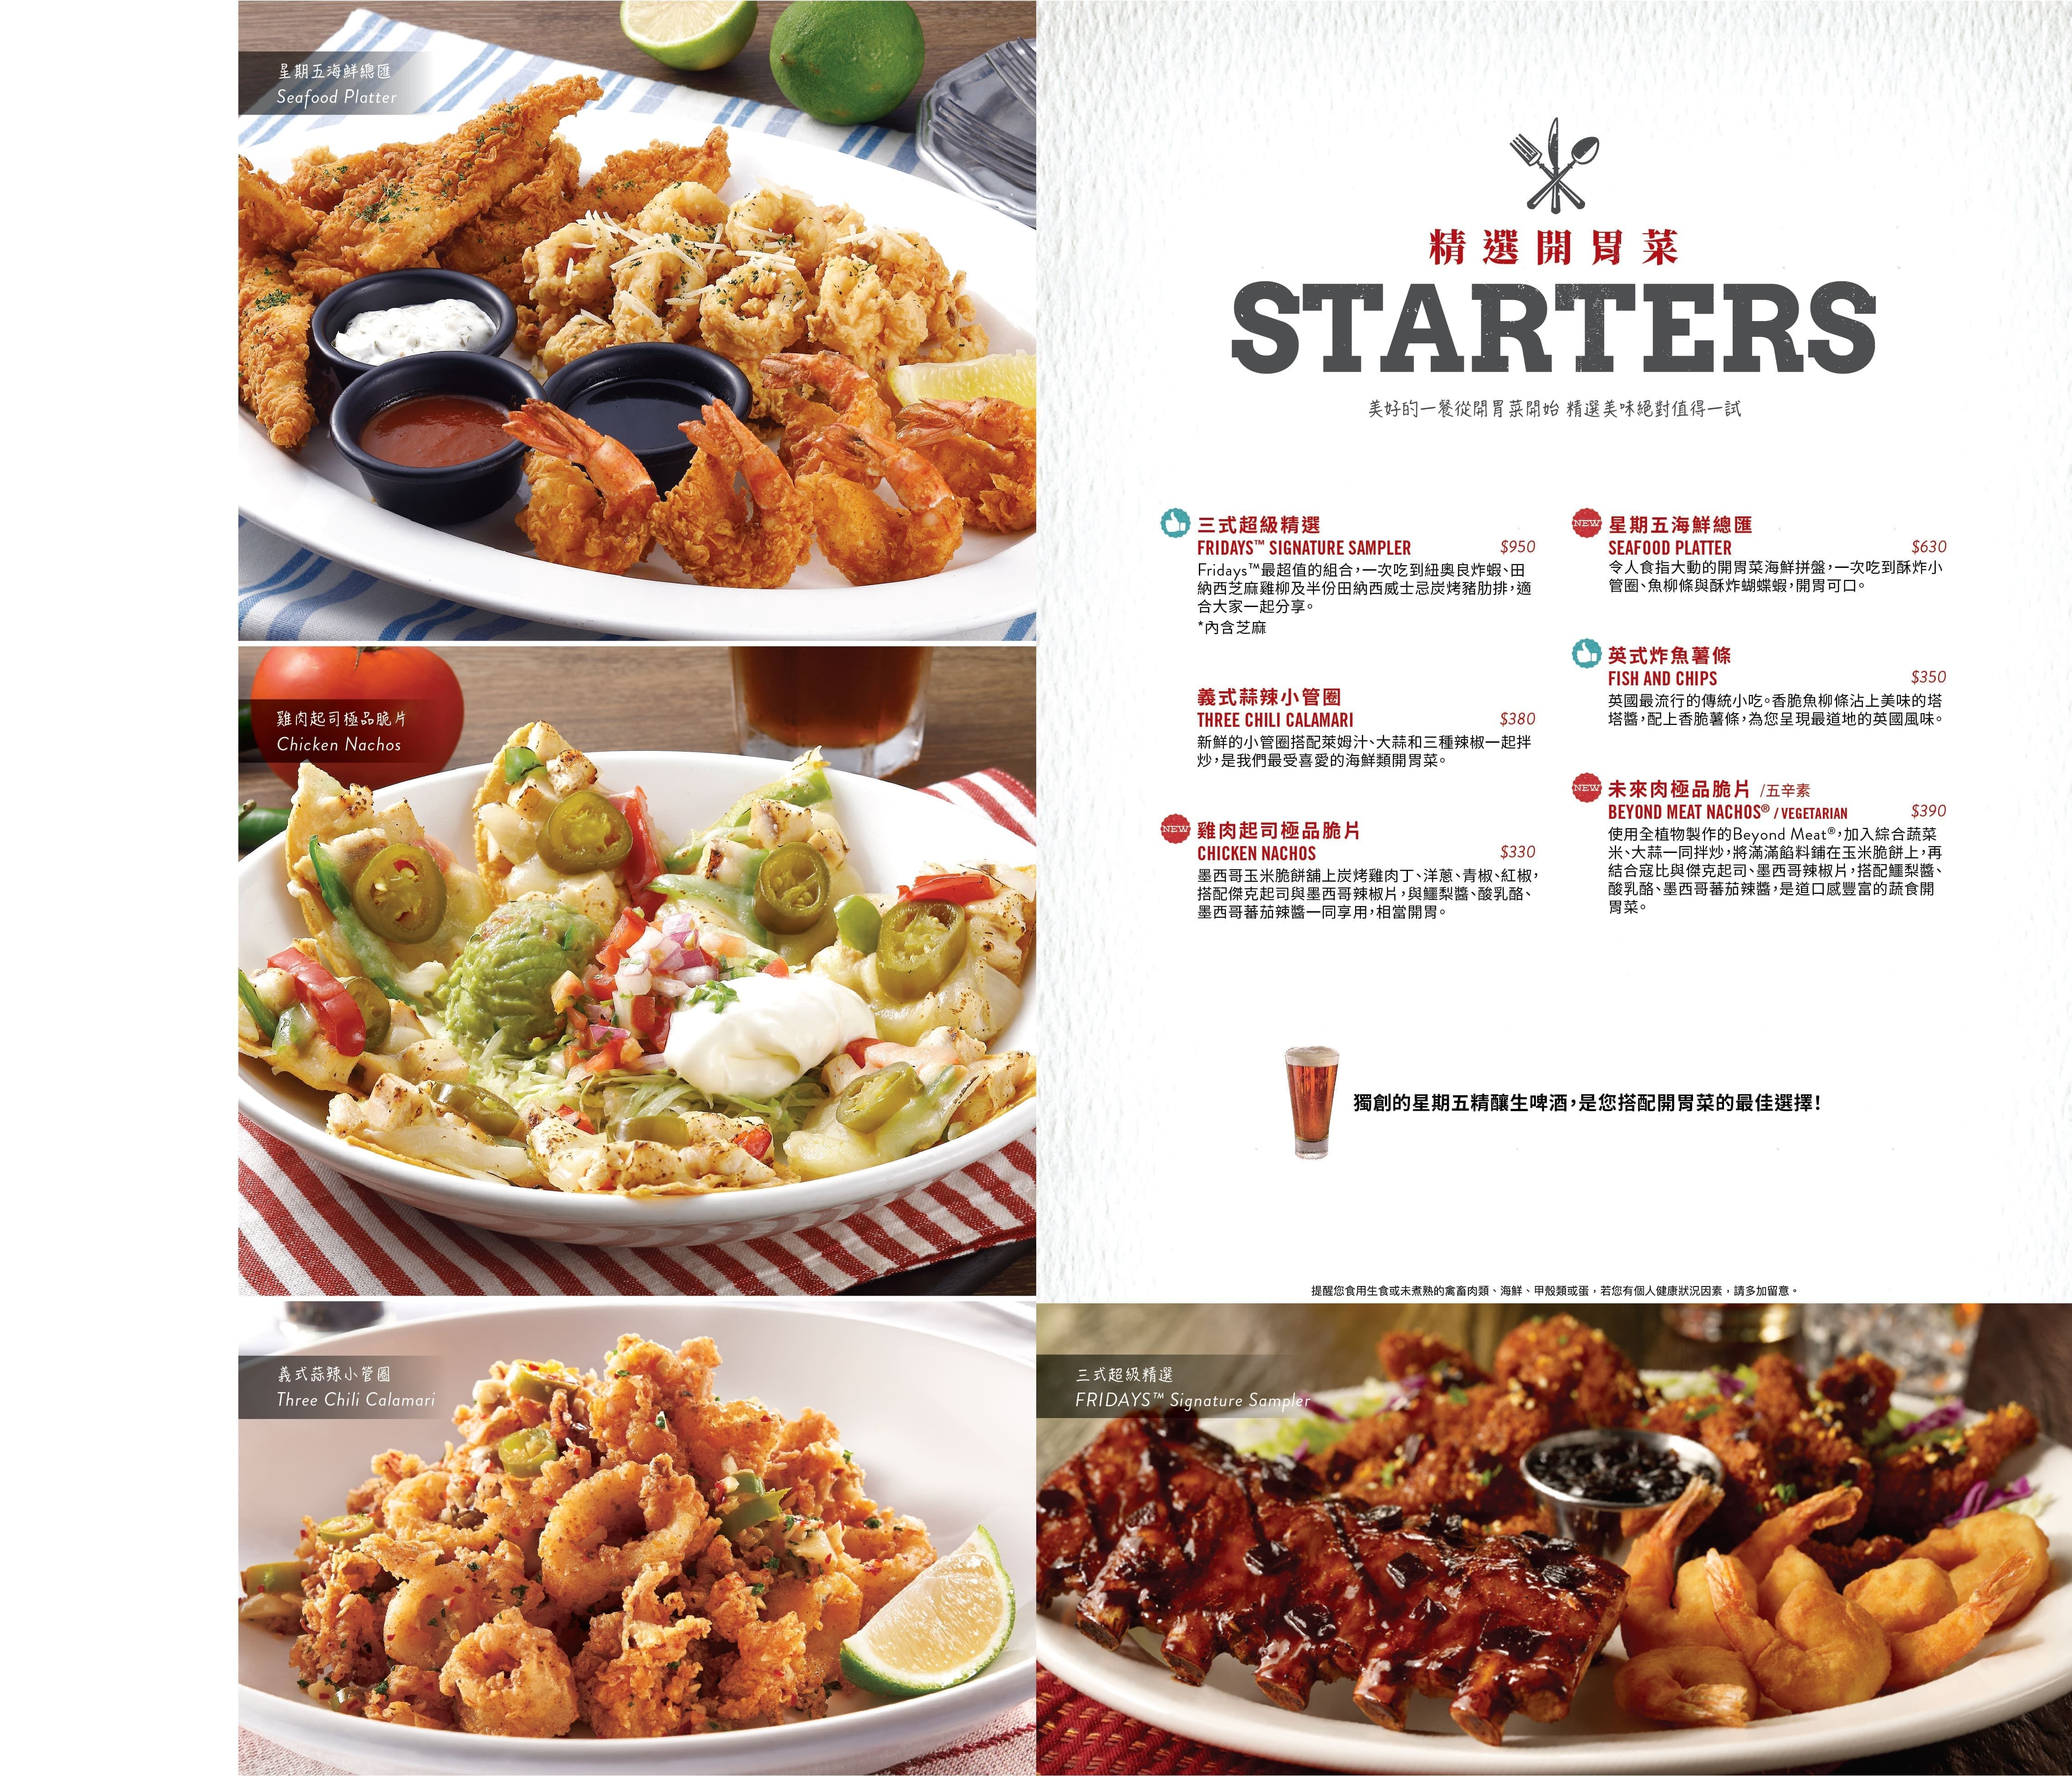 星期五海鮮總匯
Seafood Platter
雞肉起司極品脆片
Chicken Nachos
義式蒜辣小管圈
Three Chili Calamari
精選開胃菜
STARTERS
美好的一餐從開胃菜開始 精選美味絕對值得一試
三式超級精選
FRIDAYS™ SIGNATURE SAMPLER $950
Fridays™最超值的組合，一次吃到紐奧良炸蝦、田
納西芝麻雞柳及半份田納西威士忌炭烤豬肋排，適
合大家一起分享。
*內含芝麻
義式蒜辣小管圈
THREE CHILI CALAMARI $380
新鮮的小管圈搭配萊姆汁、大蒜和三種辣椒一起拌
炒，是我們最受喜愛的海鮮類開胃菜。
NEW 雞肉起司極品脆片
CHICKEN NACHOS $330
墨西哥玉米脆餅舖上炭烤雞肉丁、洋蔥、青椒、紅椒，
搭配傑克起司與墨西哥辣椒片，與鱷梨醬、酸乳酪、
墨西哥蕃茄辣醬一同享用，相當開胃。
NEW 星期五海鮮總匯
SEAFOOD PLATTER $630
令人食指大動的開胃菜海鮮拼盤，一次吃到酥炸小
管圈、魚柳條與酥炸蝴蝶蝦，開胃可口。
英式炸魚薯條
FISH AND CHIPS $350
英國最流行的傳統小吃。香脆魚柳條沾上美味的塔
塔醬，配上香脆薯條，為您呈現最道地的英國風味。
NEW 未來肉極品脆片 /五辛素
BEYOND MEAT NACHOS® / VEGETARIAN $390
使用全植物製作的Beyond Meat®，加入綜合蔬菜
米、大蒜一同拌炒，將滿滿餡料鋪在玉米脆餅上，再
結合寇比與傑克起司、墨西哥辣椒片，搭配鱷梨醬、
酸乳酪、墨西哥蕃茄辣醬，是道口感豐富的蔬食開
胃菜。
獨創的星期五精釀生啤酒，是您搭配開胃菜的最佳選擇！
提醒您食用生食或未煮熟的禽畜肉類、海鮮、甲殼類或蛋，若您有個人健康狀況因素，請多加留意。
三式超級精選
FRIDAYS™ Signature Sampler